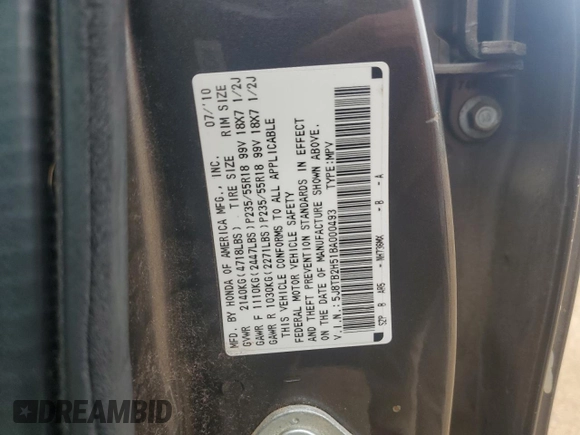 MFD. BY HONDA OF AMERICA MFG., INC. 07/'10
GVWR 2140KG(4718LBS) TIRE SIZE RIM SIZE
GAWR F 1110KG(2447LBS)P235/55R18 99V 18X7 1/2J
GAWR R 1030KG(2271LBS)P235/55R18 99V 18X7 1/2J
THIS VEHICLE CONFORMS TO ALL APPLICABLE
FEDERAL MOTOR VEHICLE SAFETY
AND THEFT PREVENTION STANDARDS IN EFFECT
ON THE DATE OF MANUFACTURE SHOWN ABOVE.
V.I.N.:5J8TB2H51BA000493 TYPE:MPV
SZP B AR5 - NH736MX - B - A
DREAMBID